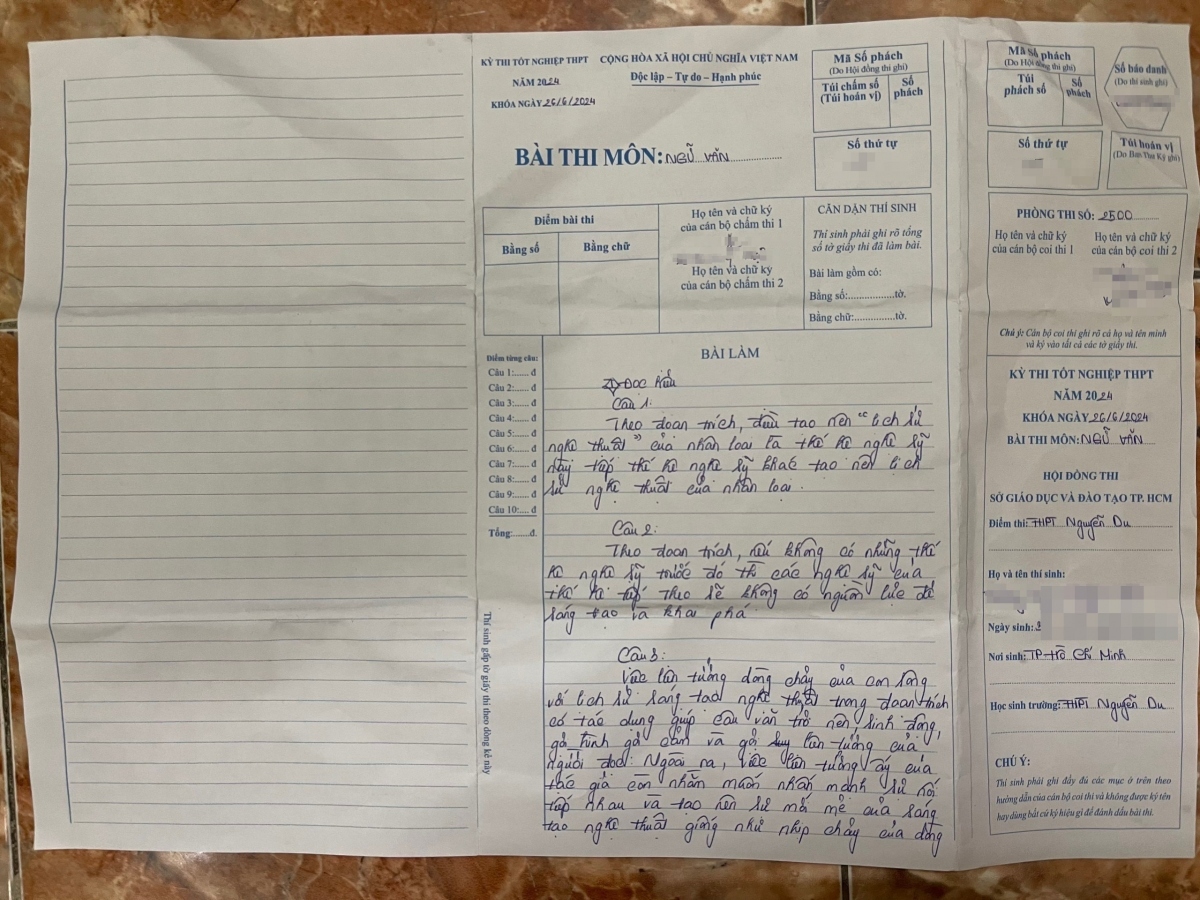 KỲ THI TỐT NGHIỆP THPT
NĂM 2024
KHÓA NGÀY 26/6/2024
CỘNG HÒA XÃ HỘI CHỦ NGHĨA VIỆT NAM
Độc lập – Tự do – Hạnh phúc
BÀI THI MÔN: NGỮ VĂN
Mã Số phách
(Do Hội đồng thi ghi)
Túi chấm số
(Túi hoán vị)
Số phách
Số thứ tự
Điểm bài thi
Bằng số
Bằng chữ
Họ tên và chữ ký
của cán bộ chấm thi 1
Họ tên và chữ ký
của cán bộ chấm thi 2
CĂN DẶN THÍ SINH
Thí sinh phải ghi rõ tổng
số tờ giấy thi đã làm bài.
Bài làm gồm có:
Bằng số:................tờ.
Bằng chữ:..............tờ.
Điểm từng câu:
Câu 1:...... đ
Câu 2:...... đ
Câu 3:...... đ
Câu 4:...... đ
Câu 5:...... đ
Câu 6:...... đ
Câu 7:...... đ
Câu 8:...... đ
Câu 9:...... đ
Câu 10:.... đ
Tổng:......đ.
Thí sinh gấp tờ giấy thi theo dòng kẻ này
BÀI LÀM
I) Đọc hiểu
Câu 1:
Theo đoạn trích, điều tạo nên "lịch sử
nghệ thuật" của nhân loại là thế hệ nghệ sỹ
này tiếp thế hệ nghệ sỹ khác tạo nên lịch
sử nghệ thuật của nhân loại.
Câu 2:
Theo đoạn trích, nếu không có những thế
hệ nghệ sỹ trước đó thì các nghệ sỹ của
thế hệ tiếp theo sẽ không có nguồn lực để
sáng tạo và khai phá
Câu 3:
Việc liên tưởng dòng chảy của con sông
với lịch sử sáng tạo nghệ thuật trong đoạn trích
có tác dụng giúp câu văn trở nên, sinh động,
gợi hình gợi cảm và gợi suy liên tưởng của
người đọc. Ngoài ra, việc liên tưởng ấy của
tác giả còn nhằm muốn nhấn mạnh sự nối
tiếp nhau và tạo nên sự mới mẻ của sáng
tạo nghệ thuật giống như nhịp chảy của dòng
Mã Số phách
(Do Hội đồng thi ghi)
Túi
phách số
Số
phách
Số báo danh
(Do thí sinh ghi)
Số thứ tự
Túi hoán vị
(Do Ban Thư Ký ghi)
PHÒNG THI SỐ: 2500
Họ tên và chữ ký
của cán bộ coi thi 1
Họ tên và chữ ký
của cán bộ coi thi 2
Chú ý: Cán bộ coi thi ghi rõ cả họ và tên mình
và ký vào tất cả các tờ giấy thi.
KỲ THI TỐT NGHIỆP THPT
NĂM 2024
KHÓA NGÀY 26/6/2024
BÀI THI MÔN: NGỮ VĂN
HỘI ĐỒNG THI
SỞ GIÁO DỤC VÀ ĐÀO TẠO TP. HCM
Điểm thi: THPT Nguyễn Du
Họ và tên thí sinh:
Ngày sinh:
Nơi sinh: TP-Hồ Chí Minh
Học sinh trường: THPT Nguyễn Du
CHÚ Ý:
Thí sinh phải ghi đầy đủ các mục ở trên theo
hướng dẫn của cán bộ coi thi và không được ký tên
hay dùng bất cứ ký hiệu gì để đánh dấu bài thi.